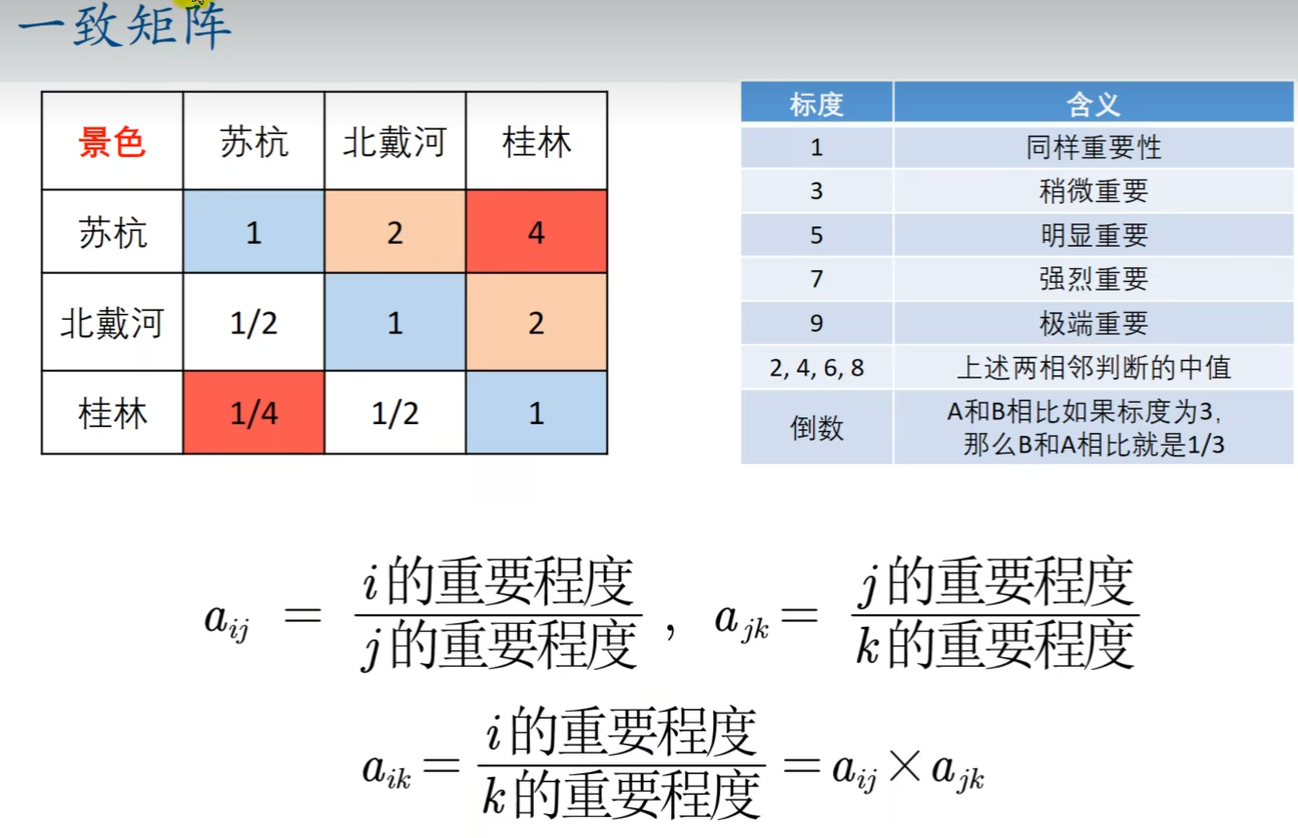 一致矩阵
景色 苏杭 北戴河 桂林
苏杭 1 2 4
北戴河 1/2 1 2
桂林 1/4 1/2 1
标度 含义
1 同样重要性
3 稍微重要
5 明显重要
7 强烈重要
9 极端重要
2, 4, 6, 8 上述两相邻判断的中值
倒数 A和B相比如果标度为3,
那么B和A相比就是1/3
a_{ij} = \frac{i的重要程度}{j的重要程度} , a_{jk} = \frac{j的重要程度}{k的重要程度}
a_{ik} = \frac{i的重要程度}{k的重要程度} = a_{ij} × a_{jk}